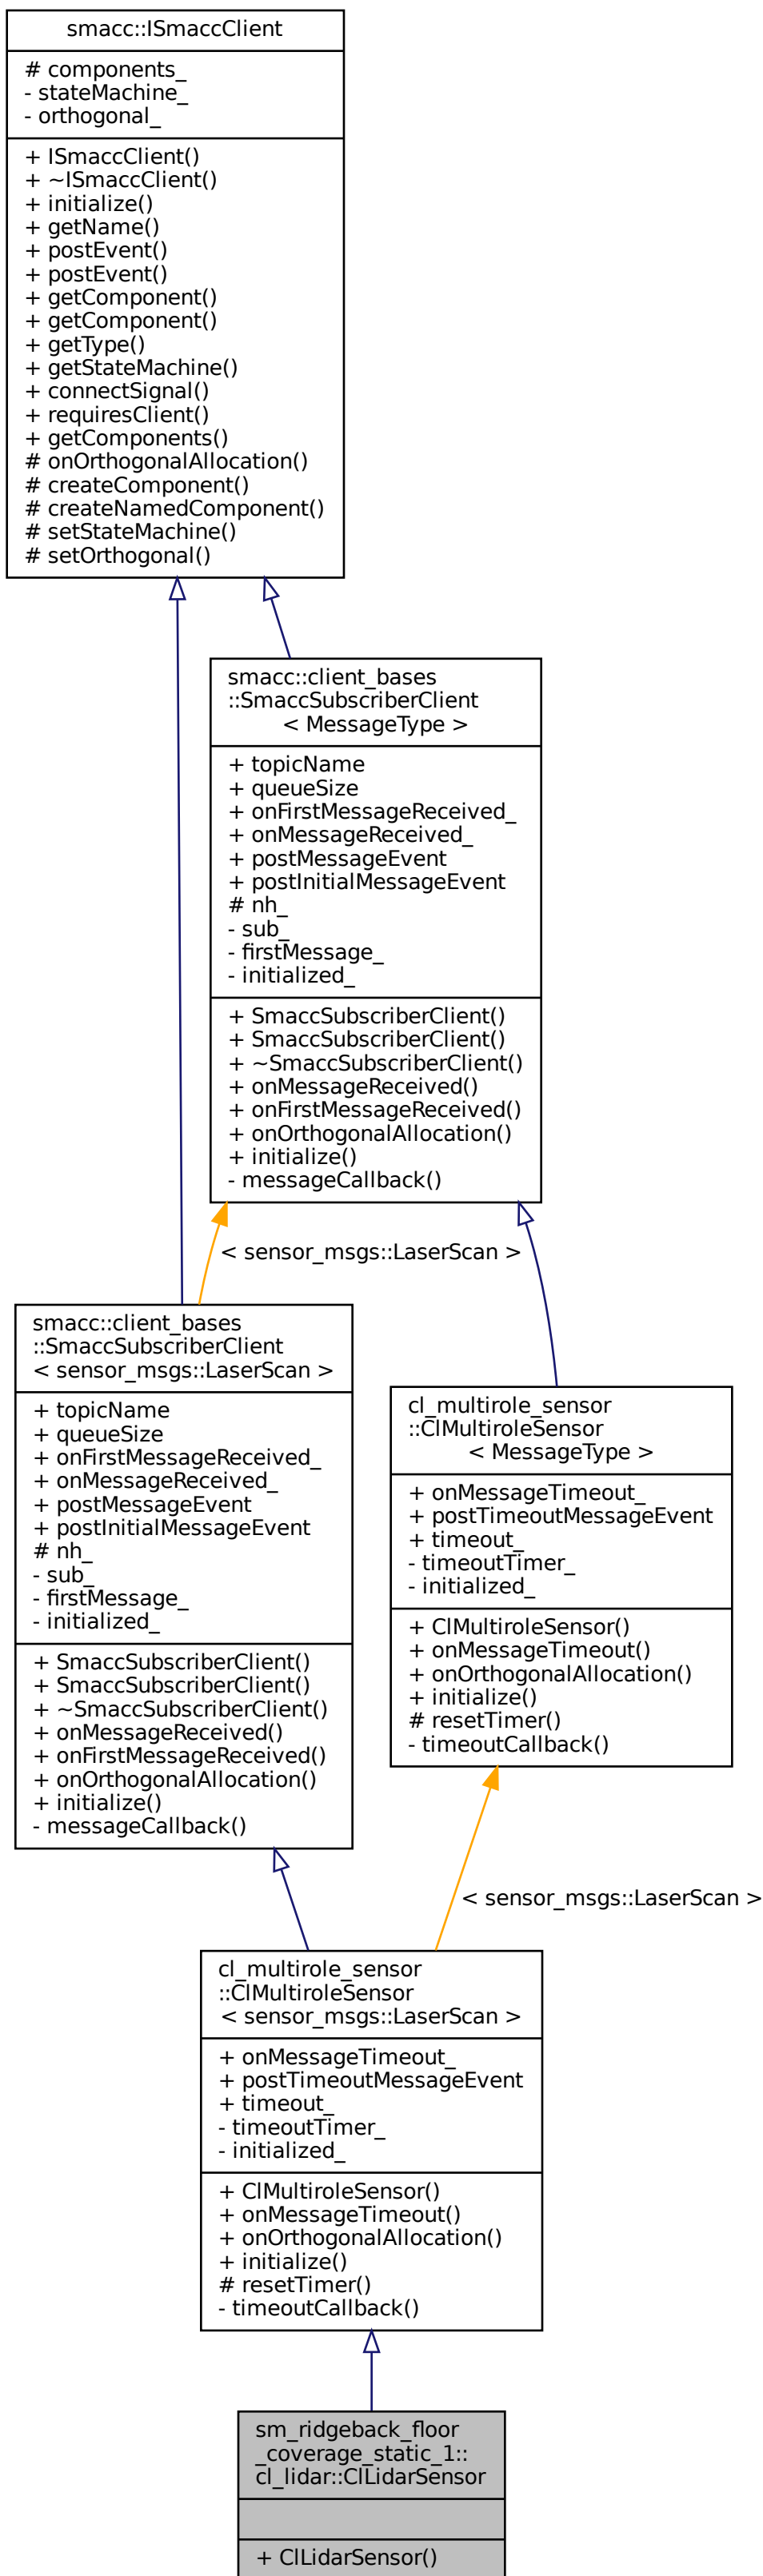 smacc::ISmaccClient
# components_
- stateMachine_
- orthogonal_
+ ISmaccClient()
+ ~ISmaccClient()
+ initialize()
+ getName()
+ postEvent()
+ postEvent()
+ getComponent()
+ getComponent()
+ getType()
+ getStateMachine()
+ connectSignal()
+ requiresClient()
+ getComponents()
# onOrthogonalAllocation()
# createComponent()
# createNamedComponent()
# setStateMachine()
# setOrthogonal()
smacc::client_bases
::SmaccSubscriberClient
< MessageType >
+ topicName
+ queueSize
+ onFirstMessageReceived_
+ onMessageReceived_
+ postMessageEvent
+ postInitialMessageEvent
# nh_
- sub_
- firstMessage_
- initialized_
+ SmaccSubscriberClient()
+ SmaccSubscriberClient()
+ ~SmaccSubscriberClient()
+ onMessageReceived()
+ onFirstMessageReceived()
+ onOrthogonalAllocation()
+ initialize()
- messageCallback()
< sensor_msgs::LaserScan >
smacc::client_bases
::SmaccSubscriberClient
< sensor_msgs::LaserScan >
+ topicName
+ queueSize
+ onFirstMessageReceived_
+ onMessageReceived_
+ postMessageEvent
+ postInitialMessageEvent
# nh_
- sub_
- firstMessage_
- initialized_
+ SmaccSubscriberClient()
+ SmaccSubscriberClient()
+ ~SmaccSubscriberClient()
+ onMessageReceived()
+ onFirstMessageReceived()
+ onOrthogonalAllocation()
+ initialize()
- messageCallback()
cl_multirole_sensor
::ClMultiroleSensor
< MessageType >
+ onMessageTimeout_
+ postTimeoutMessageEvent
+ timeout_
- timeoutTimer_
- initialized_
+ ClMultiroleSensor()
+ onMessageTimeout()
+ onOrthogonalAllocation()
+ initialize()
# resetTimer()
- timeoutCallback()
< sensor_msgs::LaserScan >
cl_multirole_sensor
::ClMultiroleSensor
< sensor_msgs::LaserScan >
+ onMessageTimeout_
+ postTimeoutMessageEvent
+ timeout_
- timeoutTimer_
- initialized_
+ ClMultiroleSensor()
+ onMessageTimeout()
+ onOrthogonalAllocation()
+ initialize()
# resetTimer()
- timeoutCallback()
sm_ridgeback_floor
_coverage_static_1::
cl_lidar::ClLidarSensor
+ ClLidarSensor()